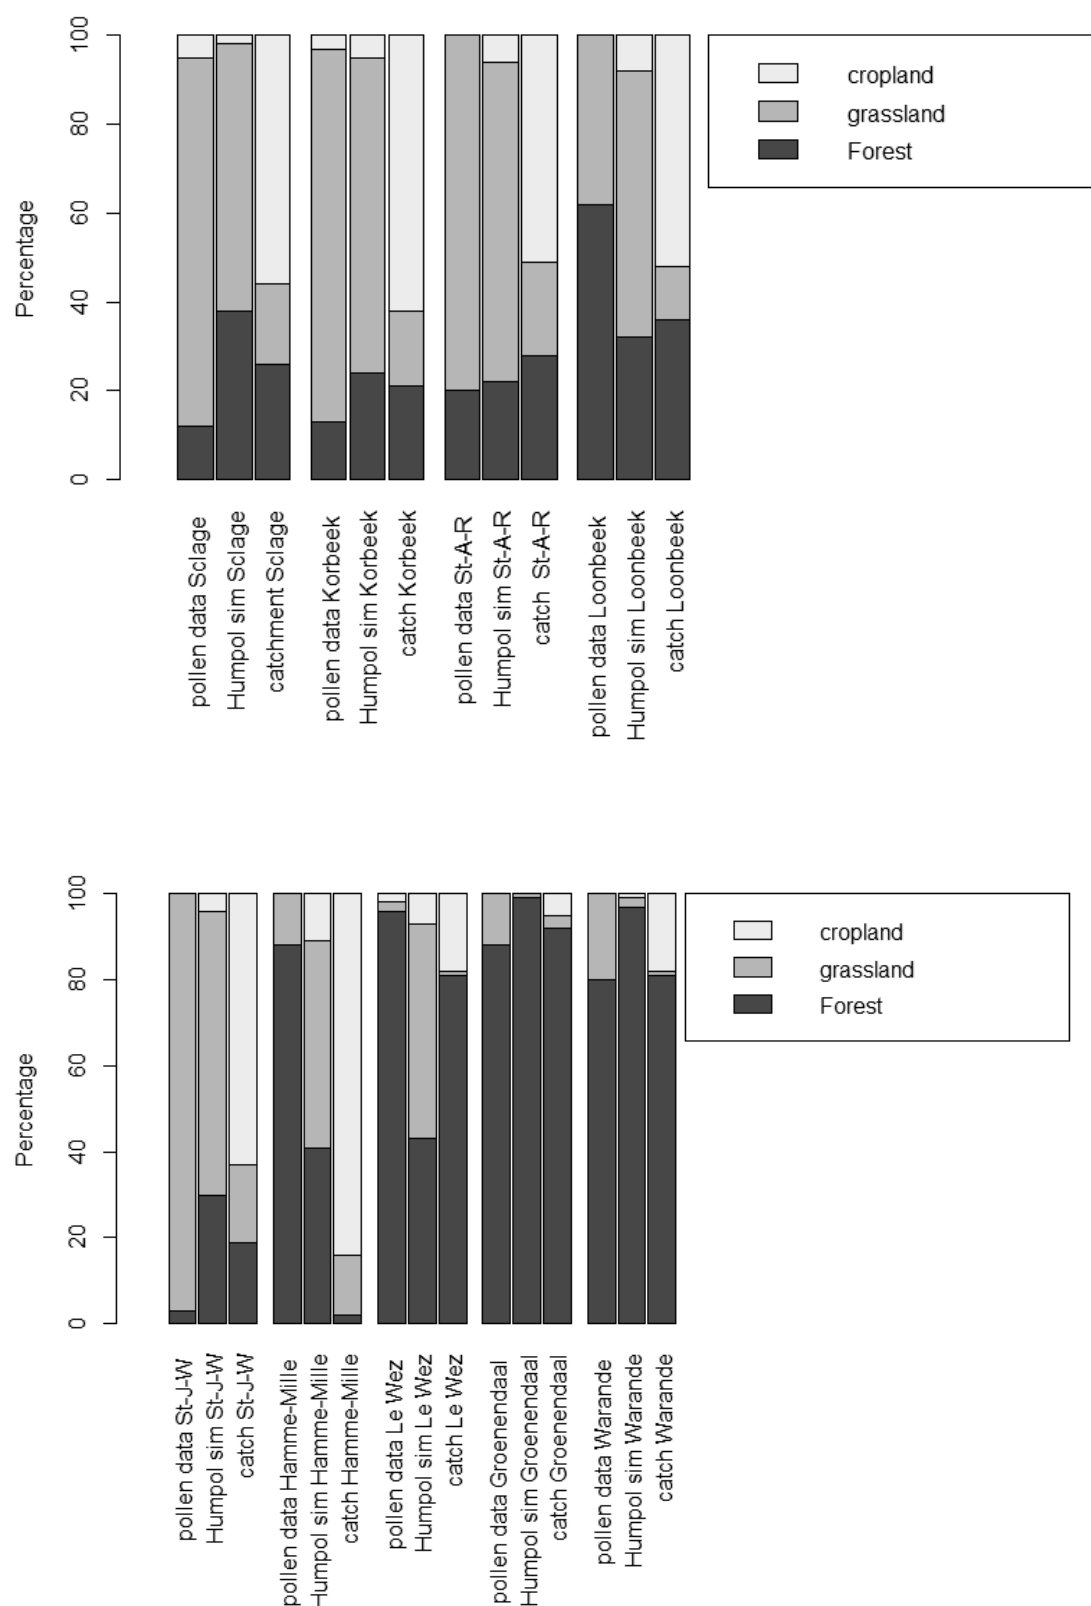 Percentage
0
20
40
60
80
100
cropland
grassland
Forest
pollen data Sclage
Humpol sim Sclage
catchment Sclage
pollen data Korbeek
Humpol sim Korbeek
catch Korbeek
pollen data St-A-R
Humpol sim St-A-R
catch St-A-R
pollen data Loonbeek
Humpol sim Loonbeek
catch Loonbeek
Percentage
0
20
40
60
80
100
cropland
grassland
Forest
pollen data St-J-W
Humpol sim St-J-W
catch St-J-W
pollen data Hamme-Mille
Humpol sim Hamme-Mille
catch Hamme-Mille
pollen data Le Wez
Humpol sim Le Wez
catch Le Wez
pollen data Groenendaal
Humpol sim Groenendaal
catch Groenendaal
pollen data Warande
Humpol sim Warande
catch Warande